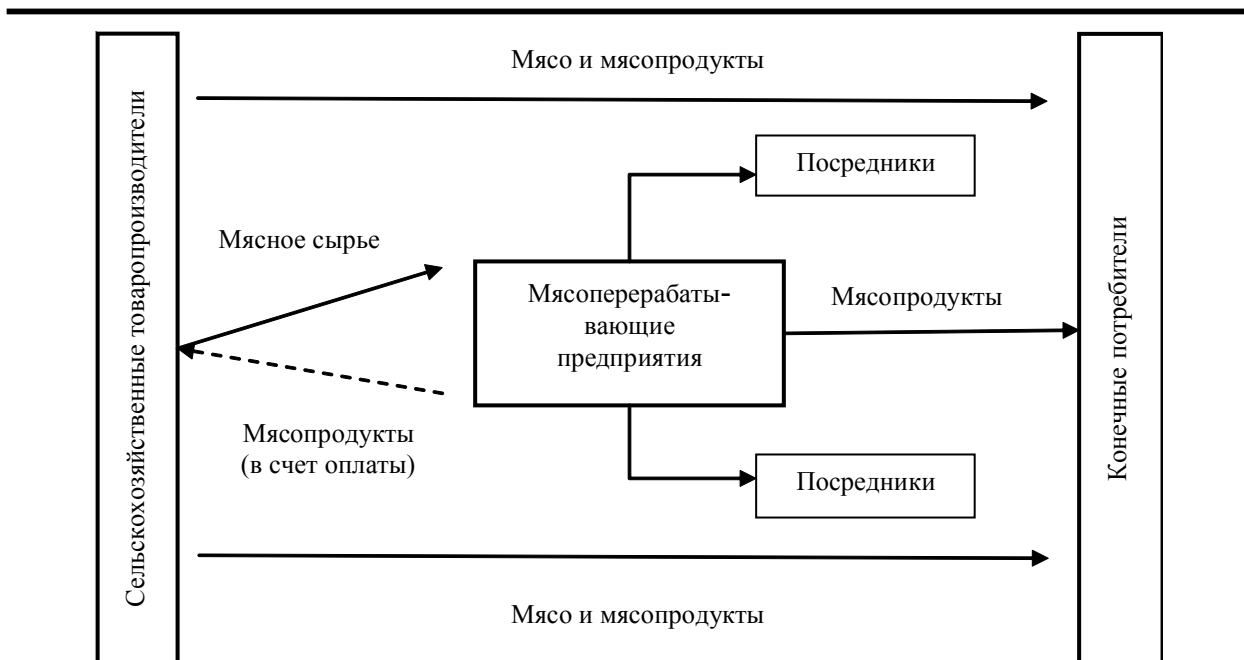 Мясо и мясопродукты
Посредники
Сельскохозяйственные товаропроизводители
Мясное сырье
Мясоперерабаты-
вающие
предприятия
Мясопродукты
Конечные потребители
Мясопродукты
(в счет оплаты)
Посредники
Мясо и мясопродукты